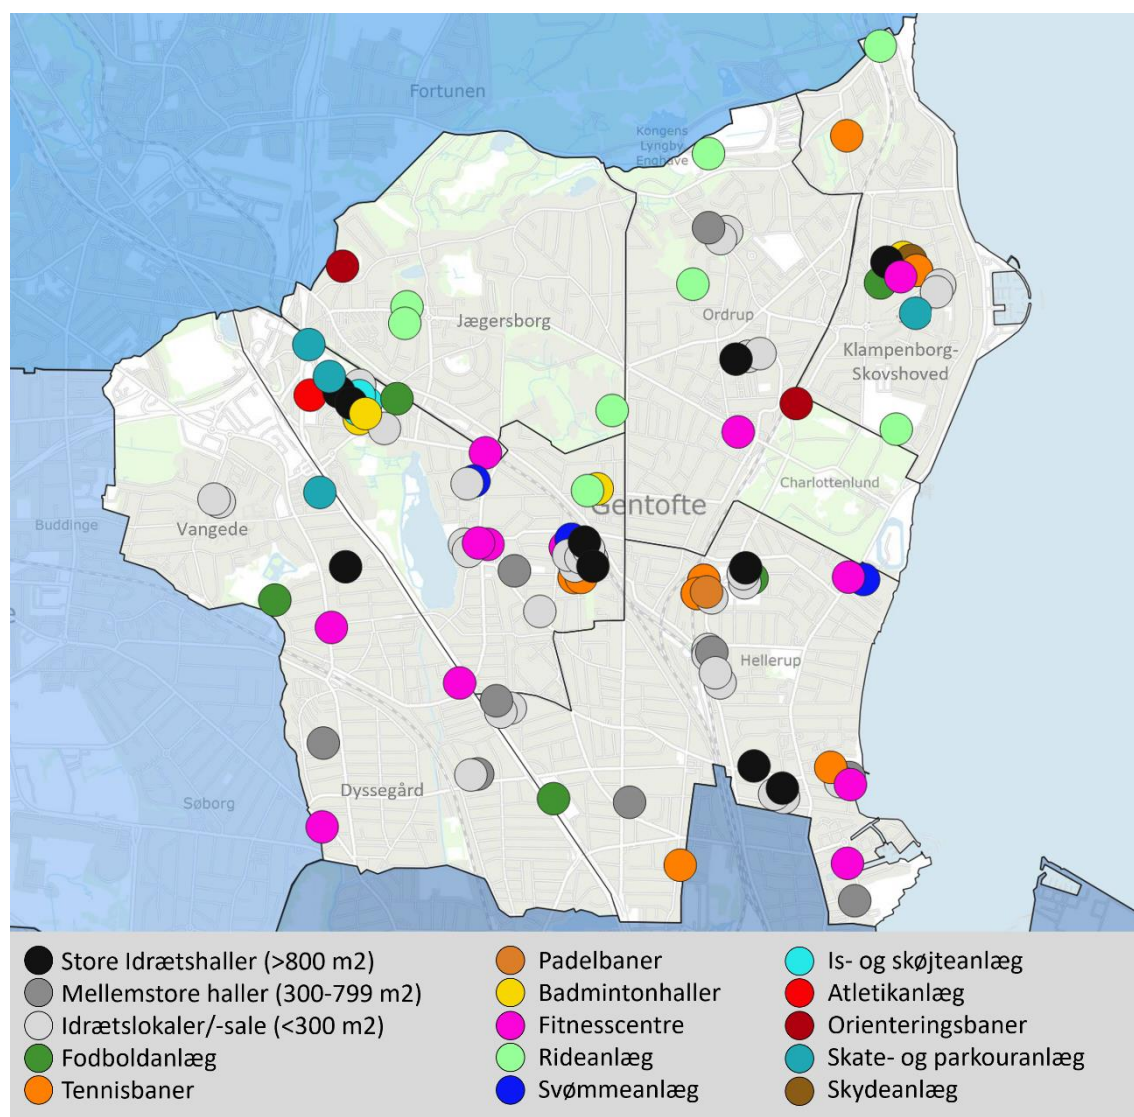 Fortunen
Kongens
Lyngby
Enghave
Jægersborg
Ordrup
Klampenborg-
Skovshoved
Charlottenlund
Gentofte
Buddinge
Vangede
Hellerup
Søborg
Dyssegård
Store Idrætshaller (>800 m2)
Mellemstore haller (300-799 m2)
Idrætslokaler/-sale (<300 m2)
Fodboldanlæg
Tennisbaner
Padelbaner
Badmintonhaller
Fitnesscentre
Rideanlæg
Svømmeanlæg
Is- og skøjteanlæg
Atletikanlæg
Orienteringsbaner
Skate- og parkouranlæg
Skydeanlæg